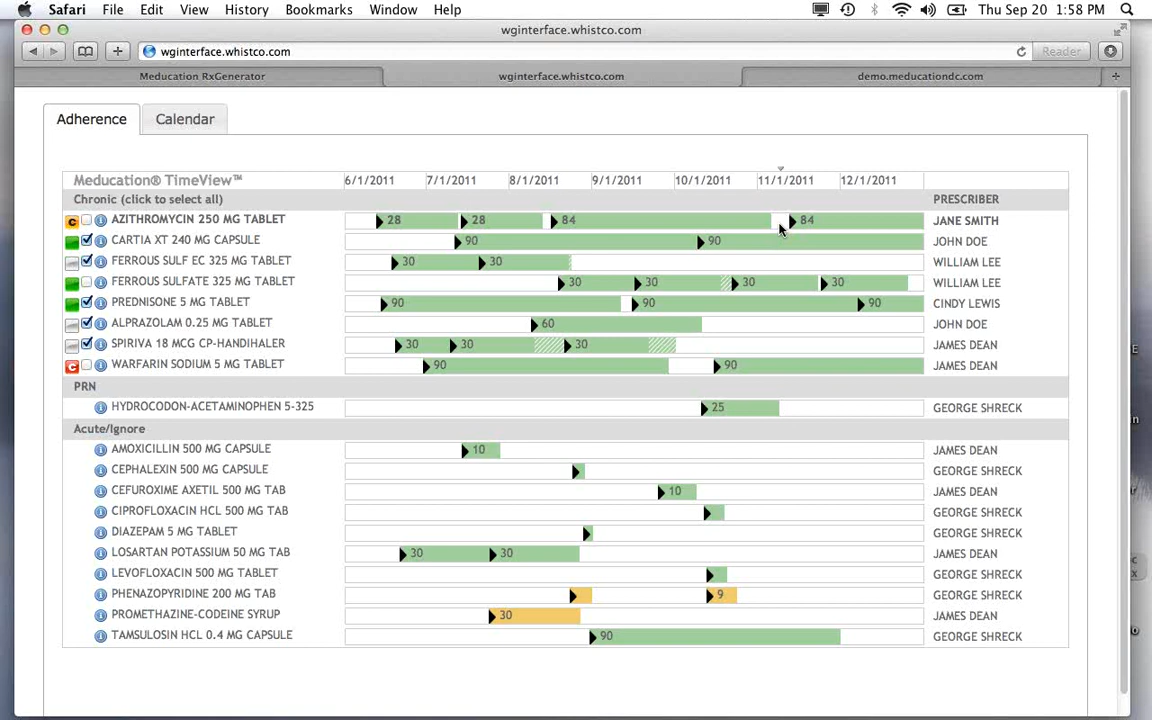 Safari File Edit View History Bookmarks Window Help Thu Sep 20 1:58 PM
wginterface.whistco.com
wginterface.whistco.com Reader
Meducation RxGenerator wginterface.whistco.com demo.meducationdc.com +
Adherence Calendar
Meducation® TimeView™ 6/1/2011 7/1/2011 8/1/2011 9/1/2011 10/1/2011 11/1/2011 12/1/2011
Chronic (click to select all) PRESCRIBER
C AZITHROMYCIN 250 MG TABLET 28 28 84 84 JANE SMITH
CARTIA XT 240 MG CAPSULE 90 90 JOHN DOE
FERROUS SULF EC 325 MG TABLET 30 30 WILLIAM LEE
FERROUS SULFATE 325 MG TABLET 30 30 30 30 WILLIAM LEE
PREDNISONE 5 MG TABLET 90 90 90 CINDY LEWIS
ALPRAZOLAM 0.25 MG TABLET 60 JOHN DOE
SPIRIVA 18 MCG CP-HANDIHALER 30 30 30 JAMES DEAN
C WARFARIN SODIUM 5 MG TABLET 90 90 JAMES DEAN
PRN
HYDROCODON-ACETAMINOPHEN 5-325 25 GEORGE SHRECK
Acute/Ignore
AMOXICILLIN 500 MG CAPSULE 10 JAMES DEAN
CEPHALEXIN 500 MG CAPSULE GEORGE SHRECK
CEFUROXIME AXETIL 500 MG TAB 10 JAMES DEAN
CIPROFLOXACIN HCL 500 MG TAB GEORGE SHRECK
DIAZEPAM 5 MG TABLET GEORGE SHRECK
LOSARTAN POTASSIUM 50 MG TAB 30 30 JAMES DEAN
LEVOFLOXACIN 500 MG TABLET GEORGE SHRECK
PHENAZOPYRIDINE 200 MG TAB 9 GEORGE SHRECK
PROMETHAZINE-CODEINE SYRUP 30 JAMES DEAN
TAMSULOSIN HCL 0.4 MG CAPSULE 90 GEORGE SHRECK